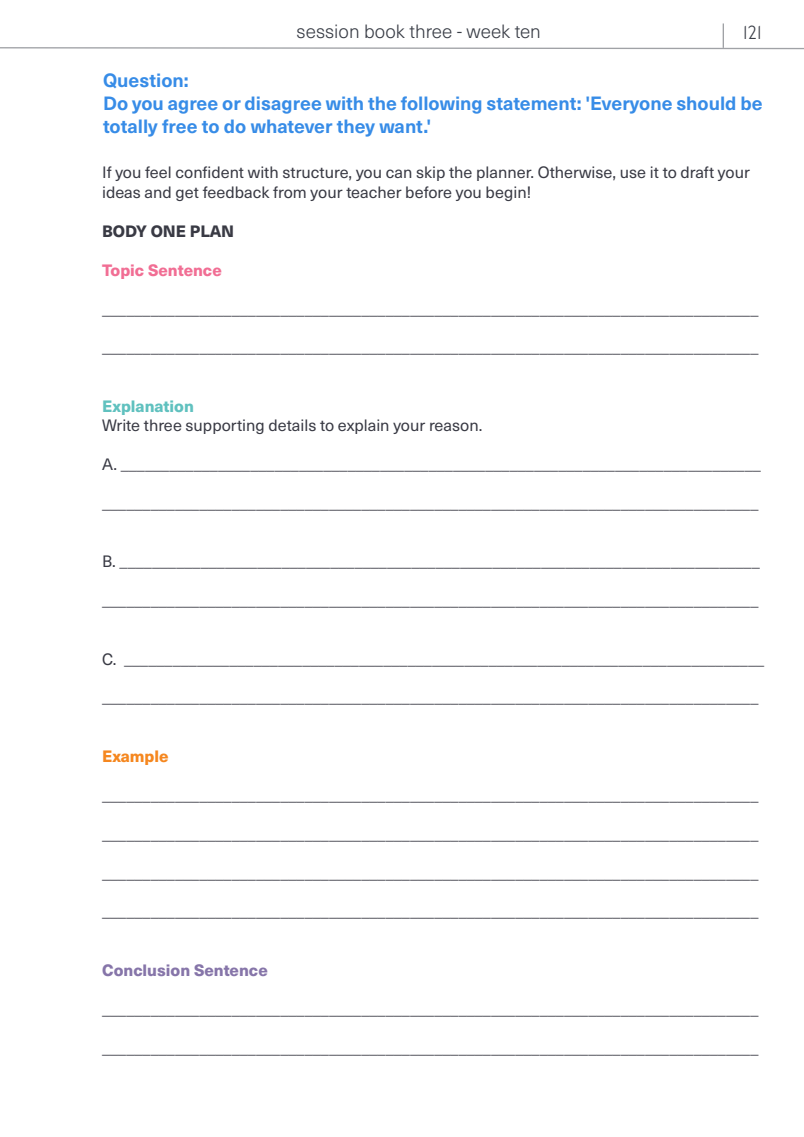 session book three - week ten
121
Question:
Do you agree or disagree with the following statement: 'Everyone should be
totally free to do whatever they want.'
If you feel confident with structure, you can skip the planner. Otherwise, use it to draft your
ideas and get feedback from your teacher before you begin!
BODY ONE PLAN
Topic Sentence
Explanation
Write three supporting details to explain your reason.
A.
B.
C.
Example
Conclusion Sentence